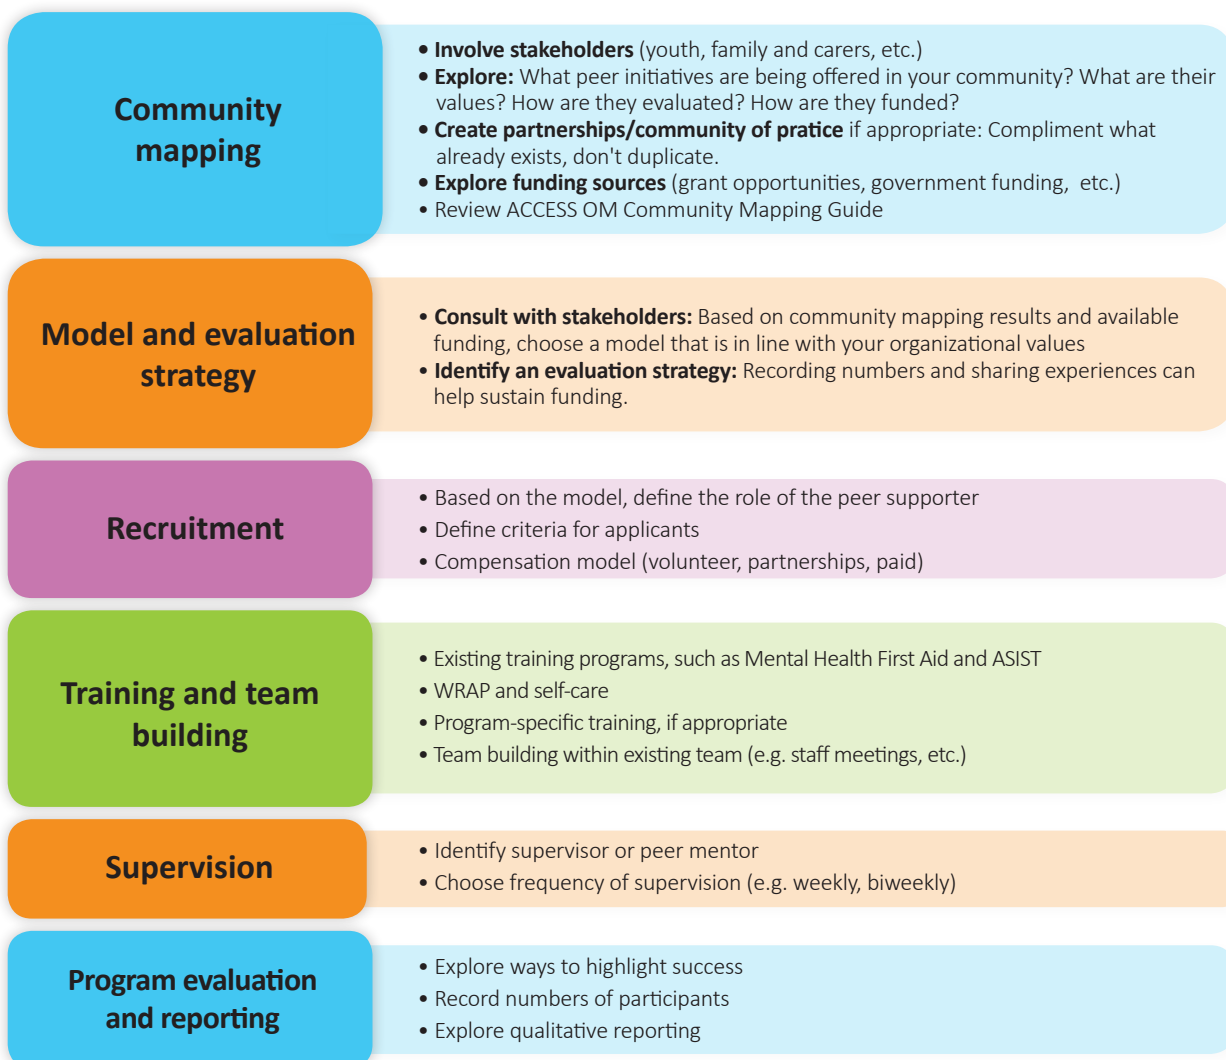 Community
mapping
• Involve stakeholders (youth, family and carers, etc.)
• Explore: What peer initiatives are being offered in your community? What are their
values? How are they evaluated? How are they funded?
• Create partnerships/community of pratice if appropriate: Compliment what
already exists, don't duplicate.
• Explore funding sources (grant opportunities, government funding, etc.)
• Review ACCESS OM Community Mapping Guide
Model and evaluation
strategy
• Consult with stakeholders: Based on community mapping results and available
funding, choose a model that is in line with your organizational values
• Identify an evaluation strategy: Recording numbers and sharing experiences can
help sustain funding.
Recruitment
• Based on the model, define the role of the peer supporter
• Define criteria for applicants
• Compensation model (volunteer, partnerships, paid)
Training and team
building
• Existing training programs, such as Mental Health First Aid and ASIST
• WRAP and self-care
• Program-specific training, if appropriate
• Team building within existing team (e.g. staff meetings, etc.)
Supervision
• Identify supervisor or peer mentor
• Choose frequency of supervision (e.g. weekly, biweekly)
Program evaluation
and reporting
• Explore ways to highlight success
• Record numbers of participants
• Explore qualitative reporting